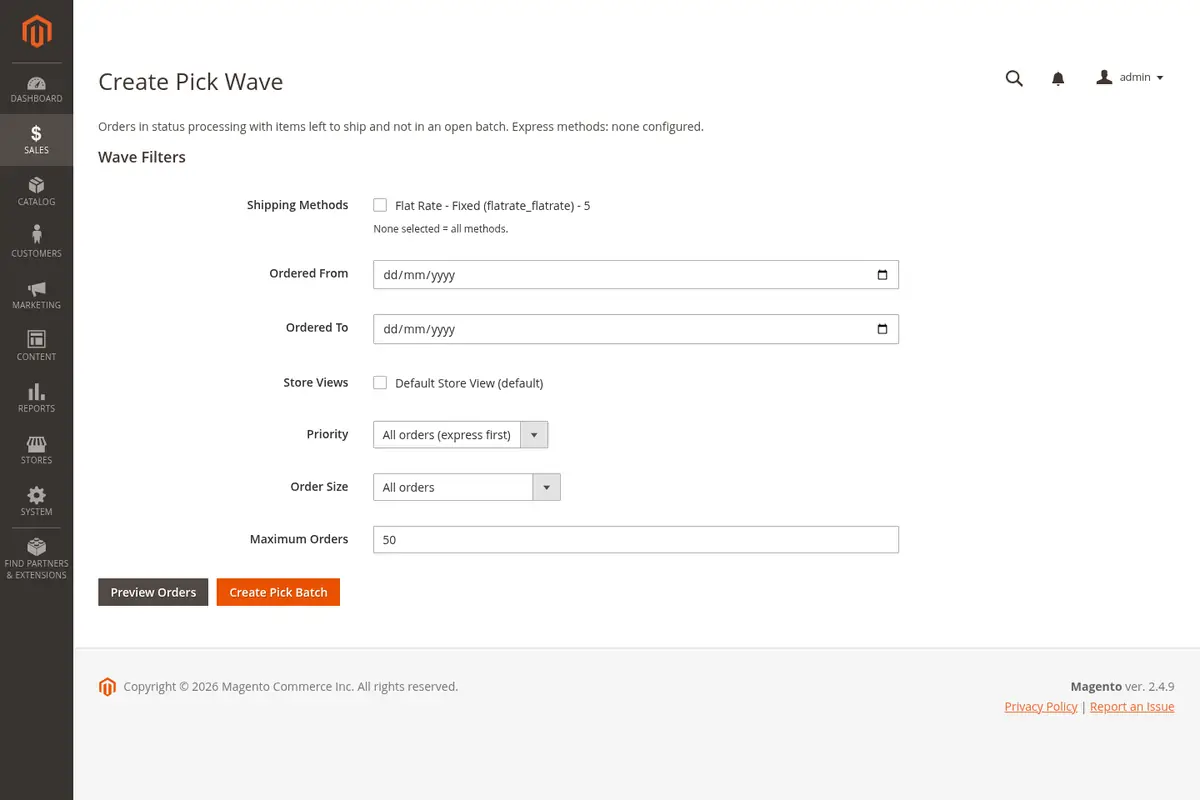 Create Pick Wave
admin
Orders in status processing with items left to ship and not in an open batch. Express methods: none configured.
Wave Filters
Shipping Methods
Flat Rate - Fixed (flatrate_flatrate) - 5
None selected = all methods.
Ordered From
dd/mm/yyyy
Ordered To
dd/mm/yyyy
Store Views
Default Store View (default)
Priority
All orders (express first)
Order Size
All orders
Maximum Orders
50
Preview Orders
Create Pick Batch
DASHBOARD
SALES
CATALOG
CUSTOMERS
MARKETING
CONTENT
REPORTS
STORES
SYSTEM
FIND PARTNERS
& EXTENSIONS
Copyright © 2026 Magento Commerce Inc. All rights reserved.
Magento ver. 2.4.9
Privacy Policy | Report an Issue